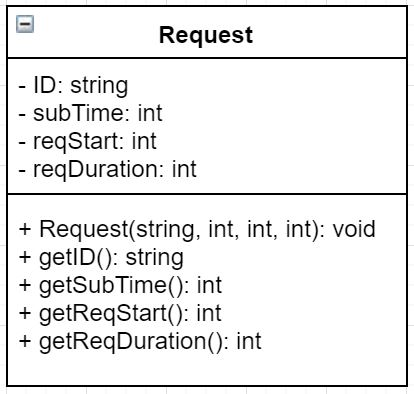 Request
- ID: string
- subTime: int
- reqStart: int
- reqDuration: int
+ Request(string, int, int, int): void
+ getID(): string
+ getSubTime(): int
+ getReqStart(): int
+ getReqDuration(): int